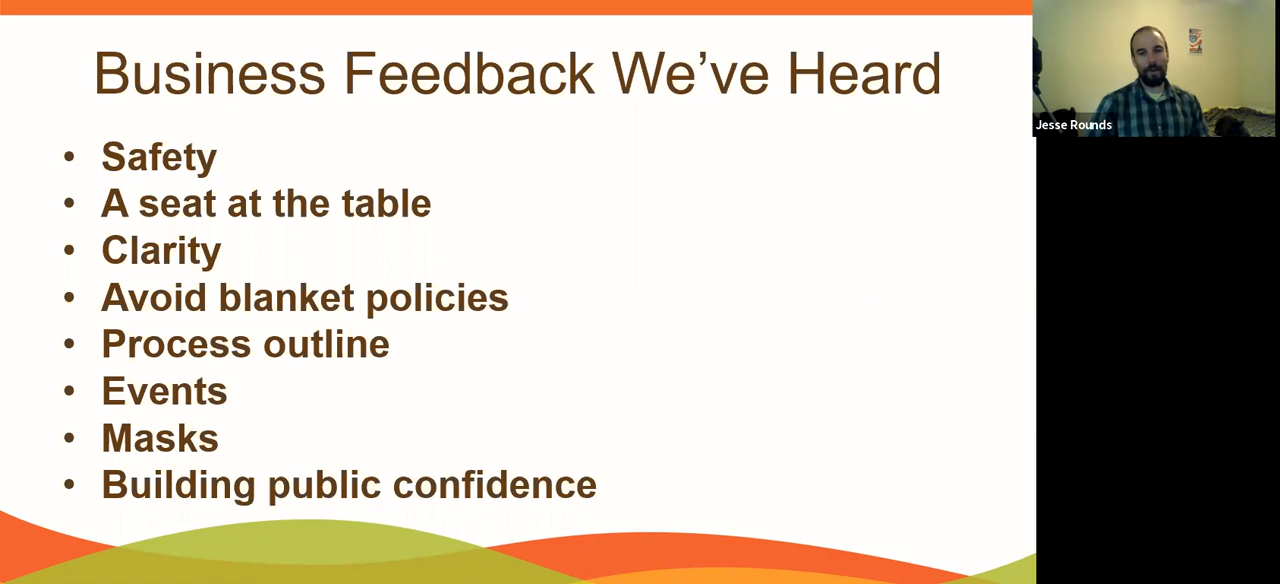 Business Feedback We've Heard
• Safety
• A seat at the table
• Clarity
• Avoid blanket policies
• Process outline
• Events
• Masks
• Building public confidence
Jesse Rounds